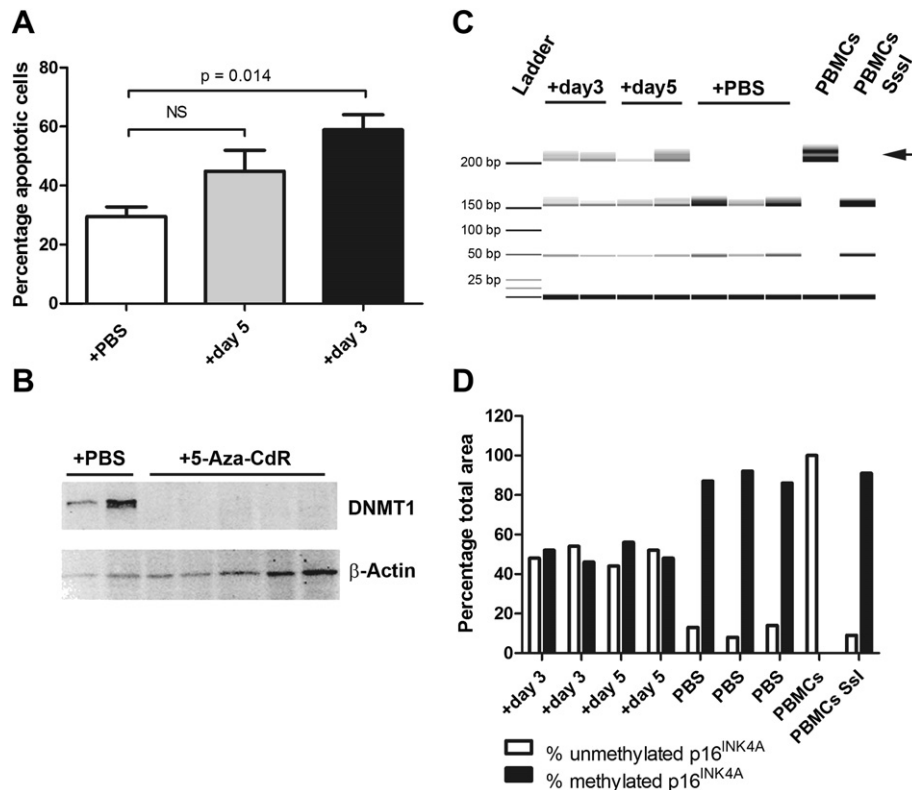 A
Percentage apoptotic cells
80
60
40
20
0
p = 0.014
NS
+PBS
+day 5
+day 3
B
+PBS
+5-Aza-CdR
DNMT1
β-Actin
C
Ladder
+day3
+day5
+PBS
PBMCs
PBMCs SssI
200 bp
150 bp
100 bp
50 bp
25 bp
D
Percentage total area
120
100
80
60
40
20
0
+day 3
+day 3
+day 5
+day 5
PBS
PBS
PBS
PBMCs
PBMCs SsI
% unmethylated p16INK4A
% methylated p16INK4A